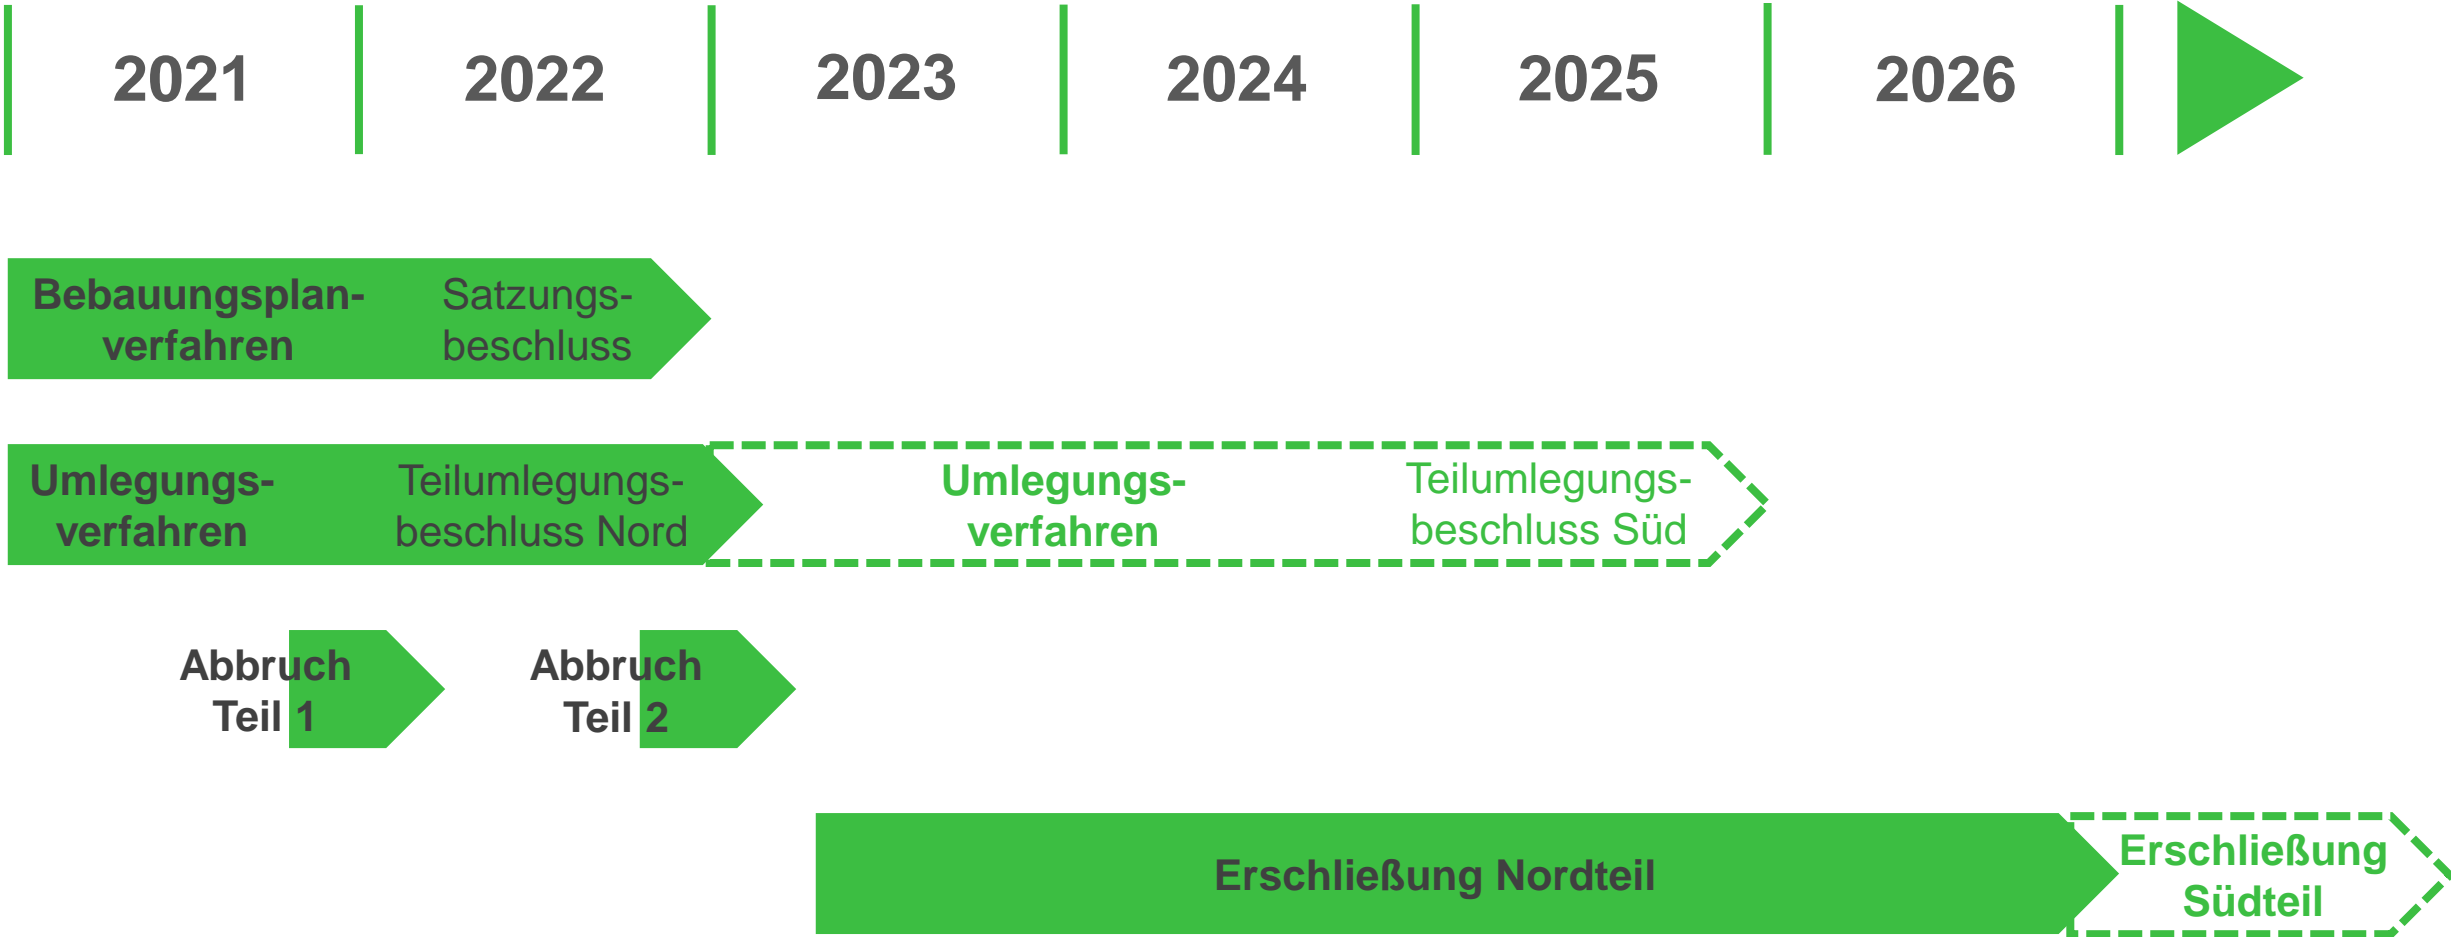 2021
2022
2023
2024
2025
2026
Bebauungsplan-
verfahren
Satzungs-
beschluss
Umlegungs-
verfahren
Teilumlegungs-
beschluss Nord
Umlegungs-
verfahren
Teilumlegungs-
beschluss Süd
Abbruch
Teil 1
Abbruch
Teil 2
Erschließung Nordteil
Erschließung
Südteil